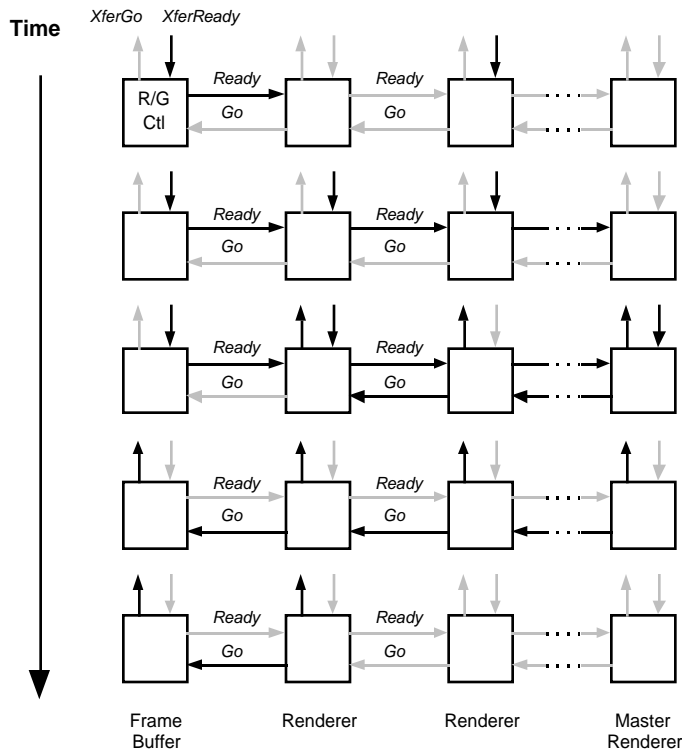 XferGo XferReady
Time
Ready Ready
R/G
Ctl
Go Go
Ready Ready
Go Go
Ready Ready
Go Go
Ready Ready
Go Go
Ready Ready
Go Go
Frame Renderer Renderer Master
Buffer Renderer